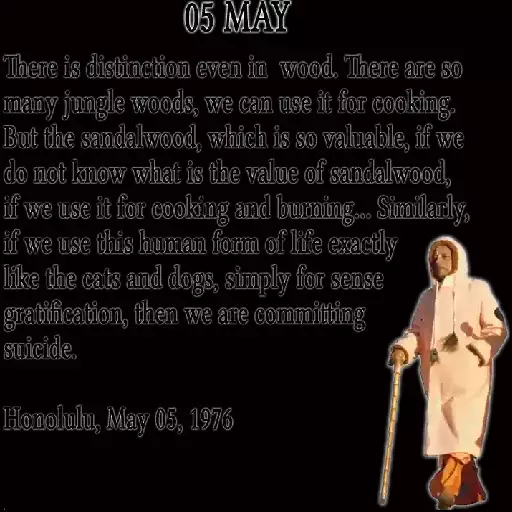 05 MAY
There is distinction even in wood. There are so
many jungle woods, we can use it for cooking.
But the sandalwood, which is so valuable, if we
do not know what is the value of sandalwood,
if we use it for cooking and burning... Similarly,
if we use this human form of life exactly
like the cats and dogs, simply for sense
gratification, then we are committing
suicide.
Honolulu, May 05, 1976